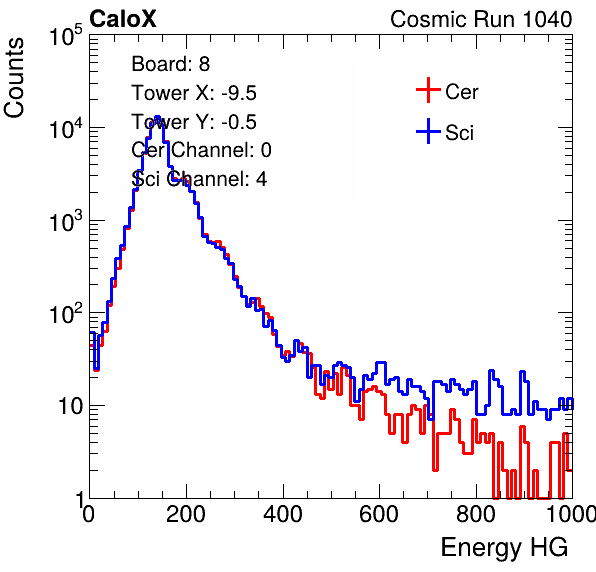 CaloX
Cosmic Run 1040
Counts
Board: 8
Tower X: -9.5
Tower Y: -0.5
Cer Channel: 0
Sci Channel: 4
Cer
Sci
10^5
10^4
10^3
10^2
10
1
0 200 400 600 800 1000
Energy HG